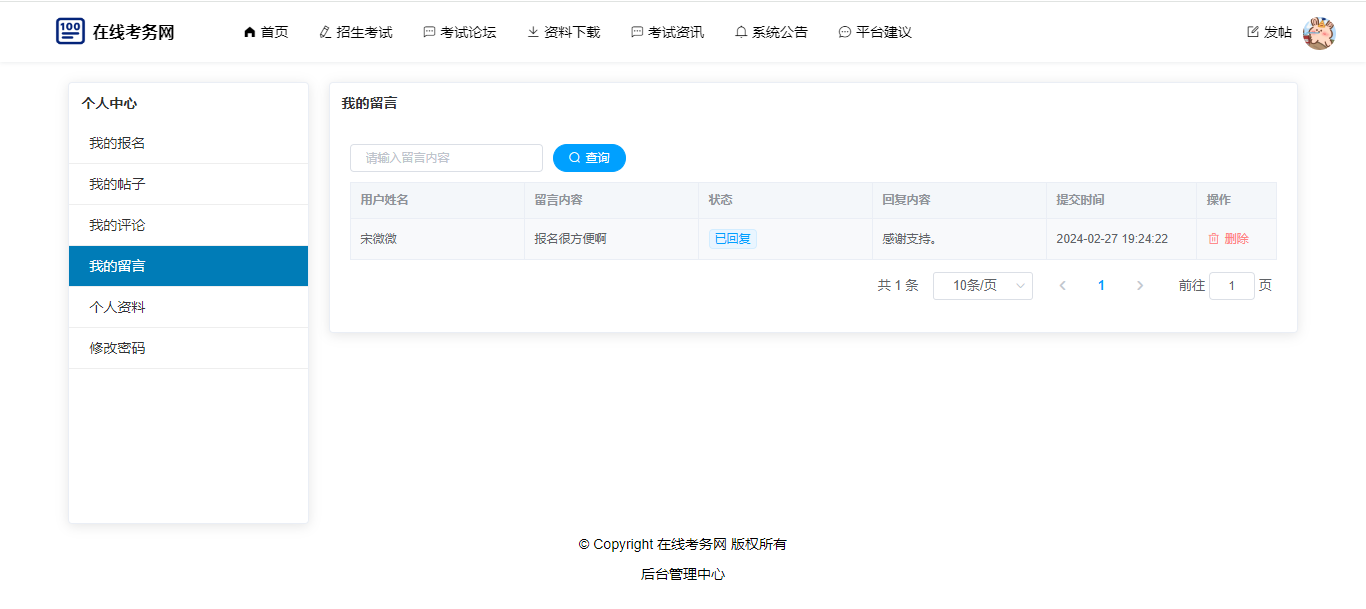 100 在线考务网 首页 招生考试 考试论坛 资料下载 考试资讯 系统公告 平台建议 发帖
个人中心
我的报名
我的帖子
我的评论
我的留言
个人资料
修改密码
我的留言
请输入留言内容 查询
用户姓名 留言内容 状态 回复内容 提交时间 操作
宋微微 报名很方便啊 已回复 感谢支持。 2024-02-27 19:24:22 删除
共 1 条 10条/页 1 前往 1 页
© Copyright 在线考务网 版权所有
后台管理中心